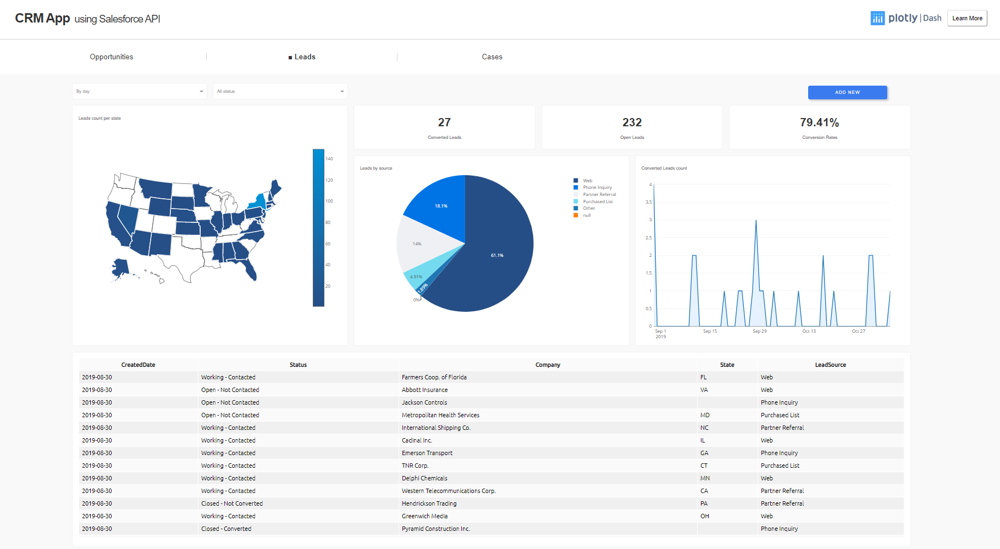 CRM App using Salesforce API
plotly | Dash
Learn More
Opportunities
Leads
Cases
By day
All status
ADD NEW
Leads count per state
140
120
100
80
60
40
20
27
Converted Leads
232
Open Leads
79.41%
Conversion Rates
Leads by source
18.1%
14%
4.91%
1.89%
0%
61.1%
Web
Phone Inquiry
Partner Referral
Purchased List
Other
null
Converted Leads count
4
3.5
3
2.5
2
1.5
1
0.5
0
Sep 1
2019
Sep 15
Sep 29
Oct 13
Oct 27
CreatedDate Status Company State LeadSource
2019-08-30 Working - Contacted Farmers Coop. of Florida FL Web
2019-08-30 Open - Not Contacted Abbott Insurance VA Web
2019-08-30 Open - Not Contacted Jackson Controls Phone Inquiry
2019-08-30 Open - Not Contacted Metropolitan Health Services MD Purchased List
2019-08-30 Working - Contacted International Shipping Co. NC Partner Referral
2019-08-30 Working - Contacted Cadinal Inc. IL Web
2019-08-30 Working - Contacted Emerson Transport GA Phone Inquiry
2019-08-30 Working - Contacted TNR Corp. CT Purchased List
2019-08-30 Working - Contacted Delphi Chemicals MN Web
2019-08-30 Working - Contacted Western Telecommunications Corp. CA Partner Referral
2019-08-30 Closed - Not Converted Hendrickson Trading PA Partner Referral
2019-08-30 Working - Contacted Greenwich Media OH Web
2019-08-30 Closed - Converted Pyramid Construction Inc. Phone Inquiry